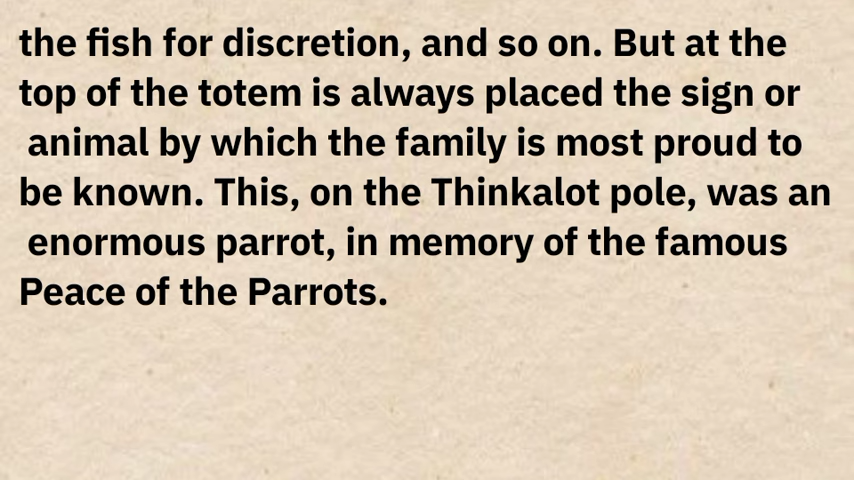 the fish for discretion, and so on. But at the
top of the totem is always placed the sign or
animal by which the family is most proud to
be known. This, on the Thinkalot pole, was an
enormous parrot, in memory of the famous
Peace of the Parrots.